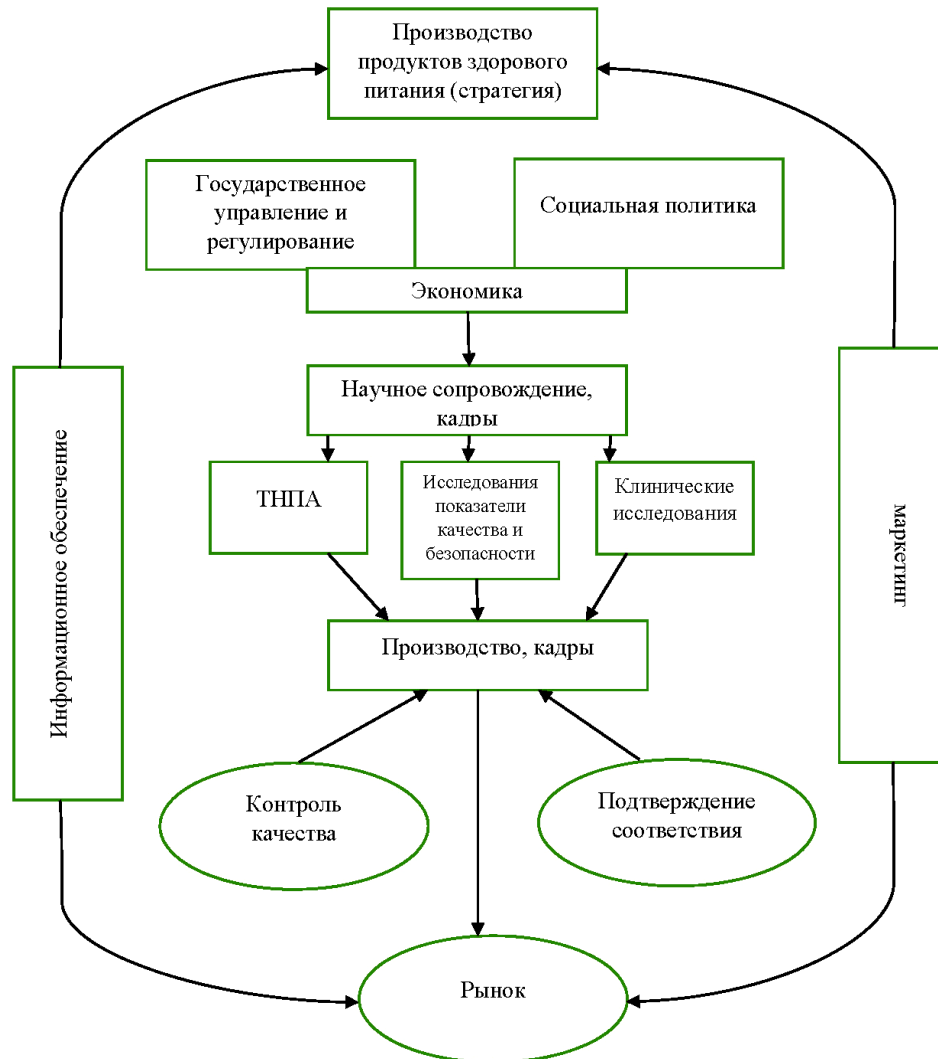 Производство
продуктов здорового
питания (стратегия)
Государственное
управление и
регулирование
Социальная политика
Экономика
Научное сопровождение,
кадры
ТНПА
Исследования
показатели
качества и
безопасности
Клинические
исследования
Информационное обеспечение
маркетинг
Производство, кадры
Контроль
качества
Подтверждение
соответствия
Рынок